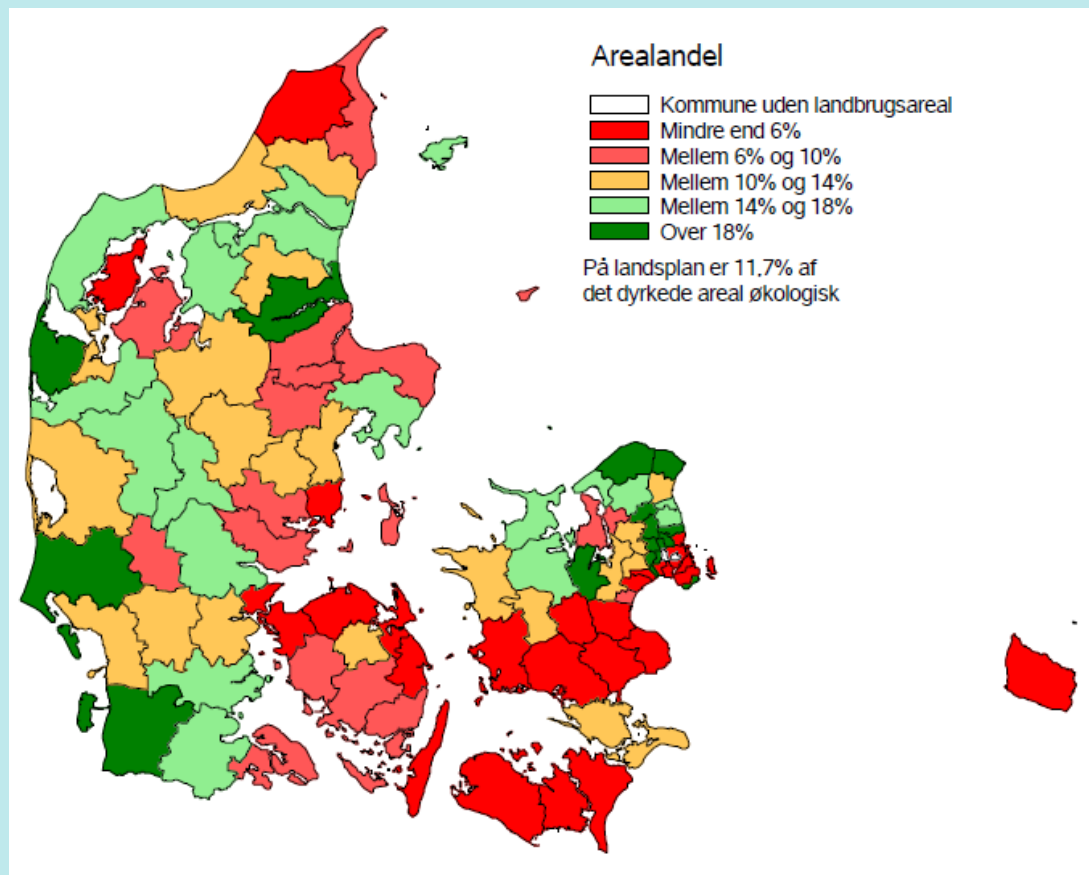 Arealandel
Kommune uden landbrugsareal
Mindre end 6%
Mellem 6% og 10%
Mellem 10% og 14%
Mellem 14% og 18%
Over 18%
På landsplan er 11,7% af
det dyrkede areal økologisk